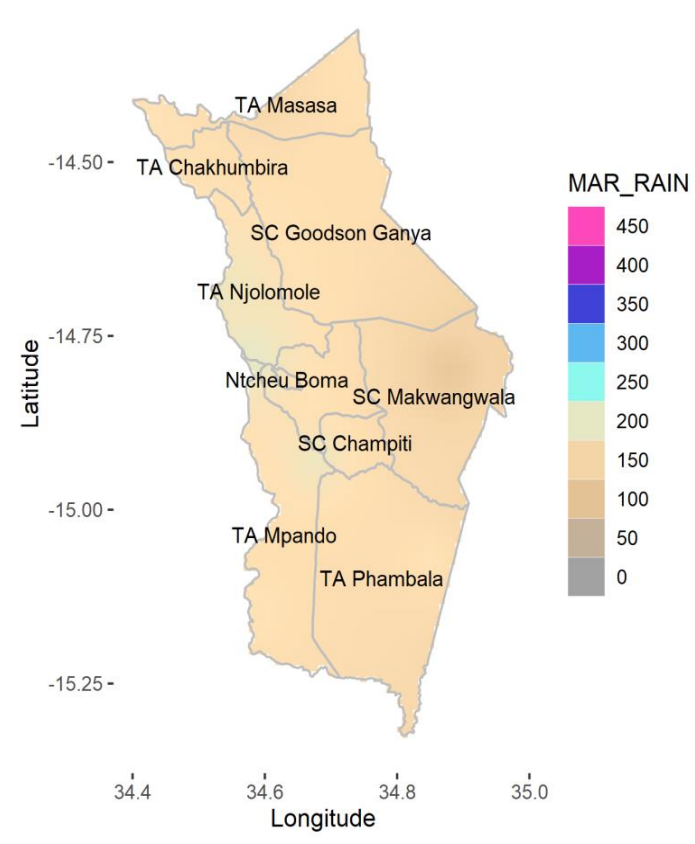 TA Masasa
-14.50
TA Chakhumbira
MAR_RAIN
450
SC Goodson Ganya
400
TA Njolomole
350
-14.75
300
Ntcheu Boma
250
SC Makwangwala
200
SC Champiti
150
-15.00
100
TA Mpando
50
TA Phambala
0
-15.25
34.4 34.6 34.8 35.0
Longitude
Latitude